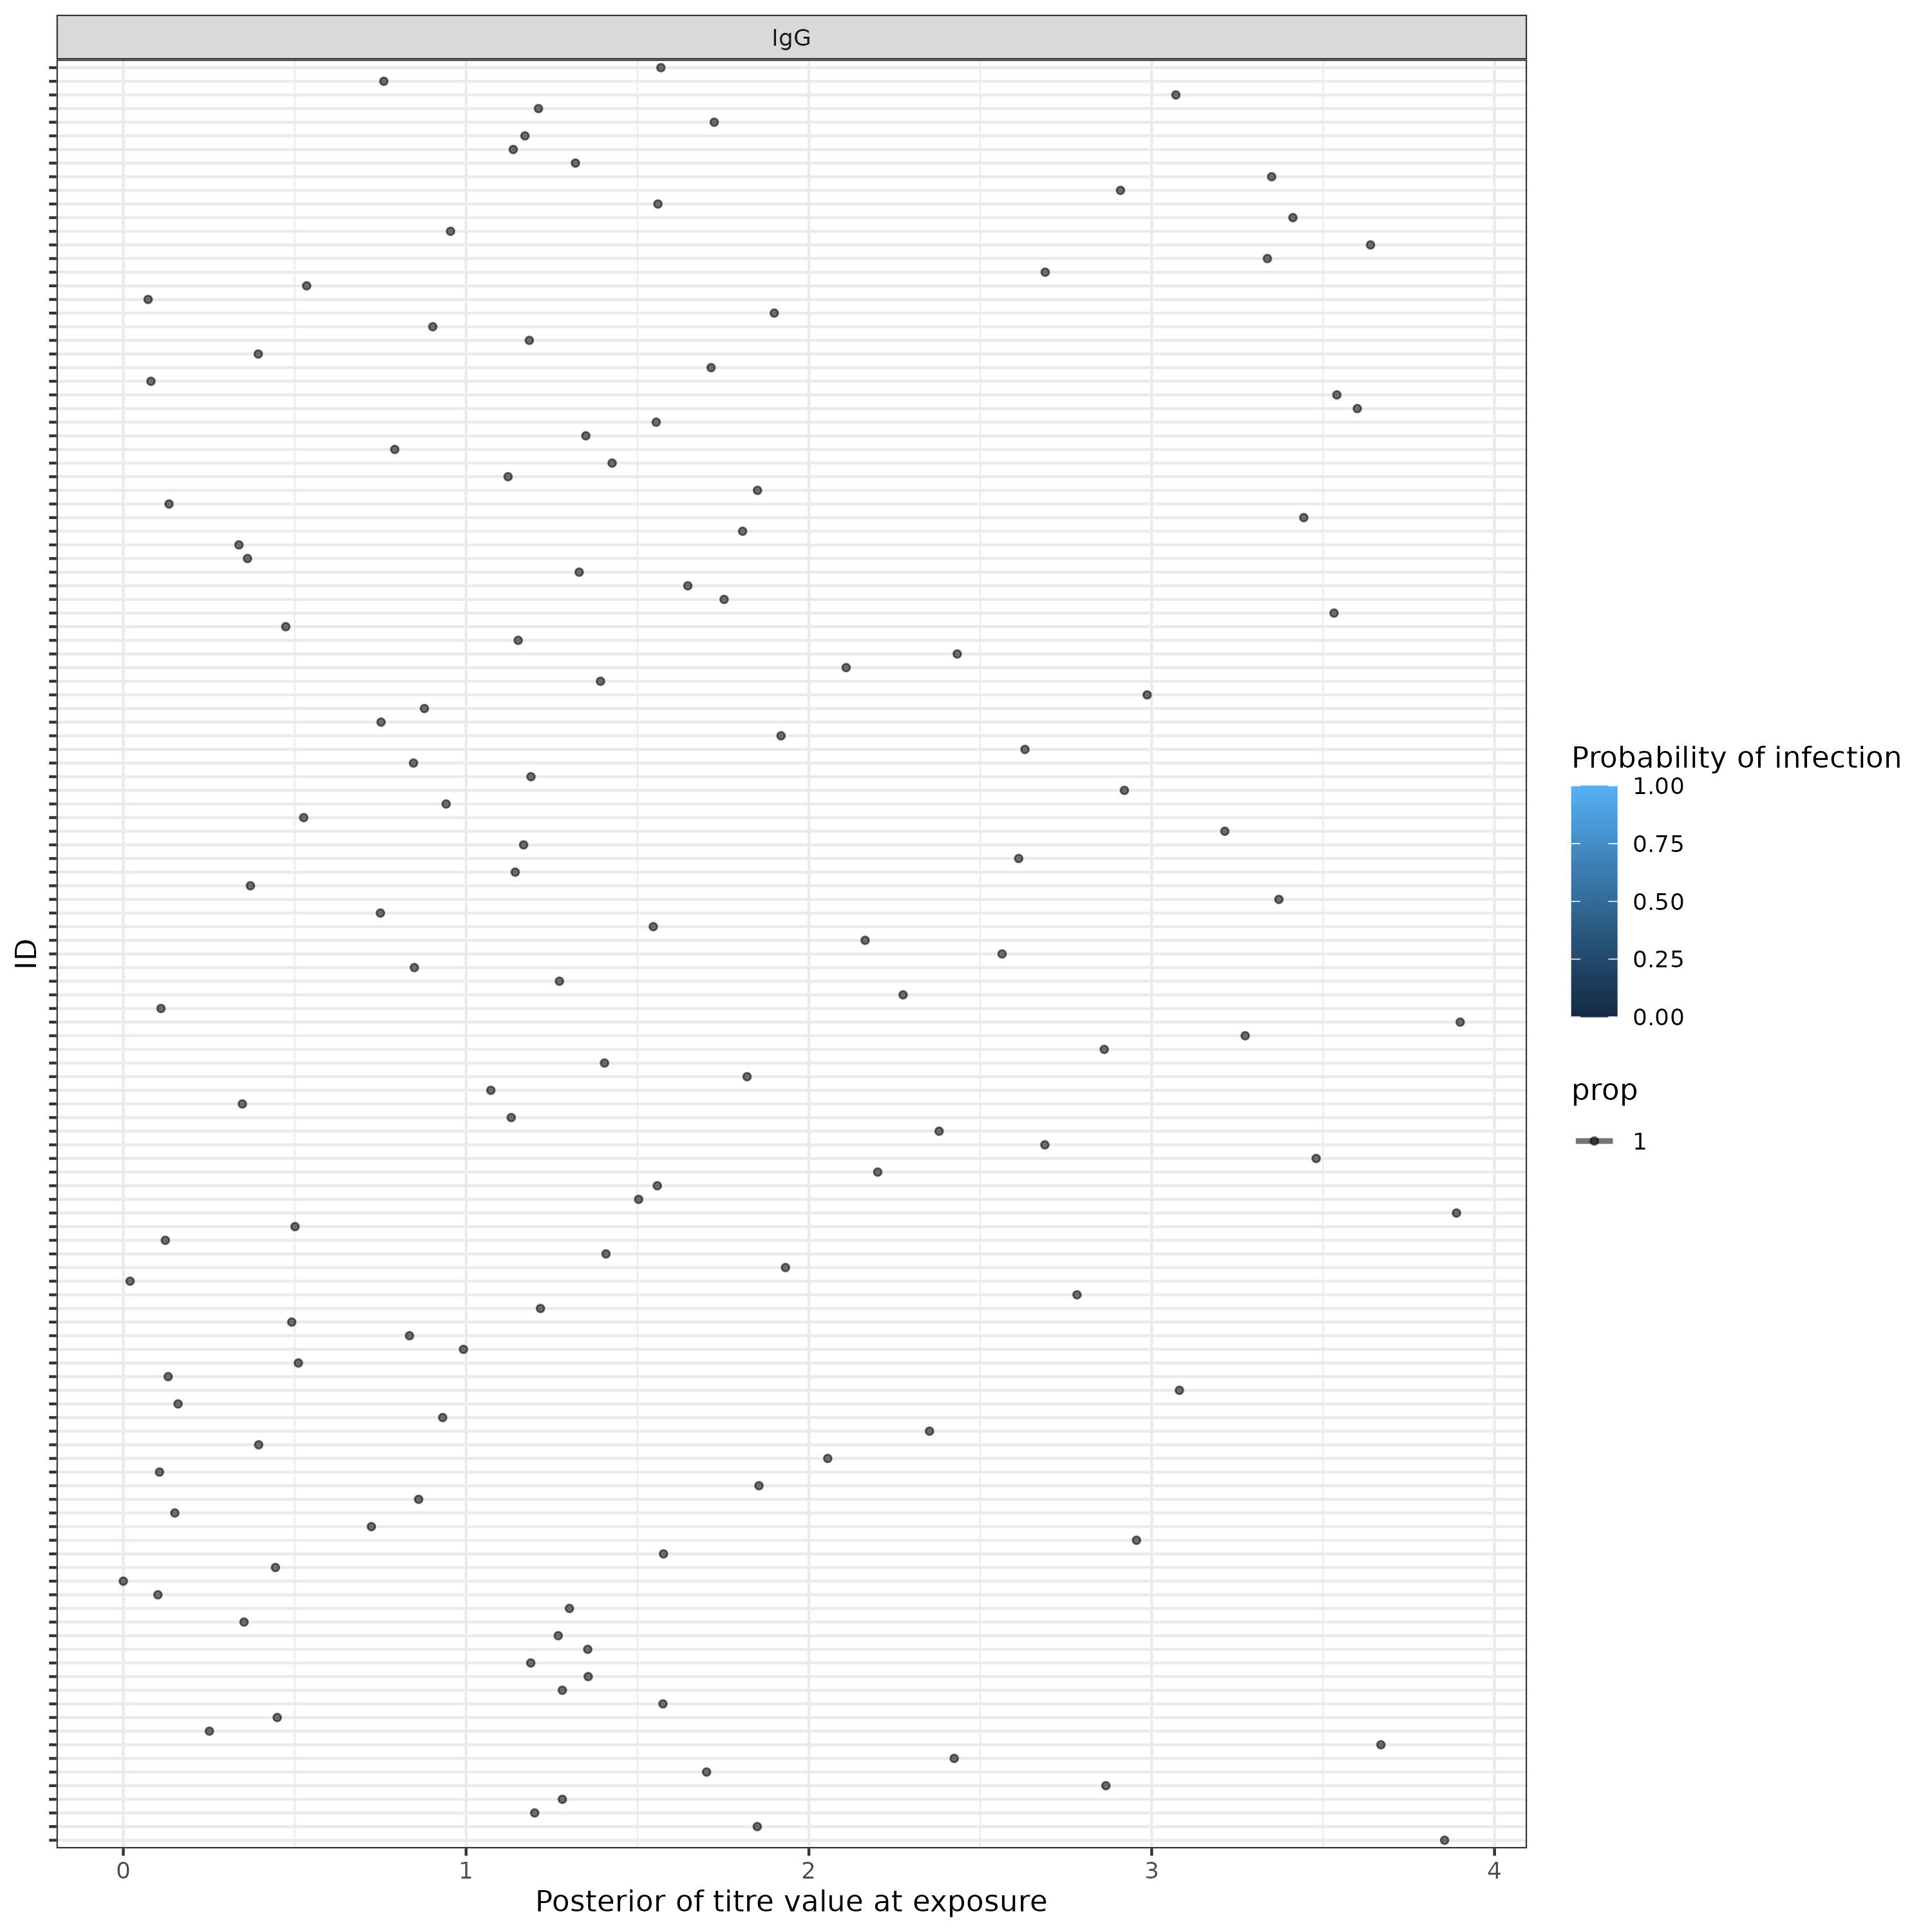 IgG
ID
0 1 2 3 4
Posterior of titre value at exposure
Probability of infection
1.00
0.75
0.50
0.25
0.00
prop
1